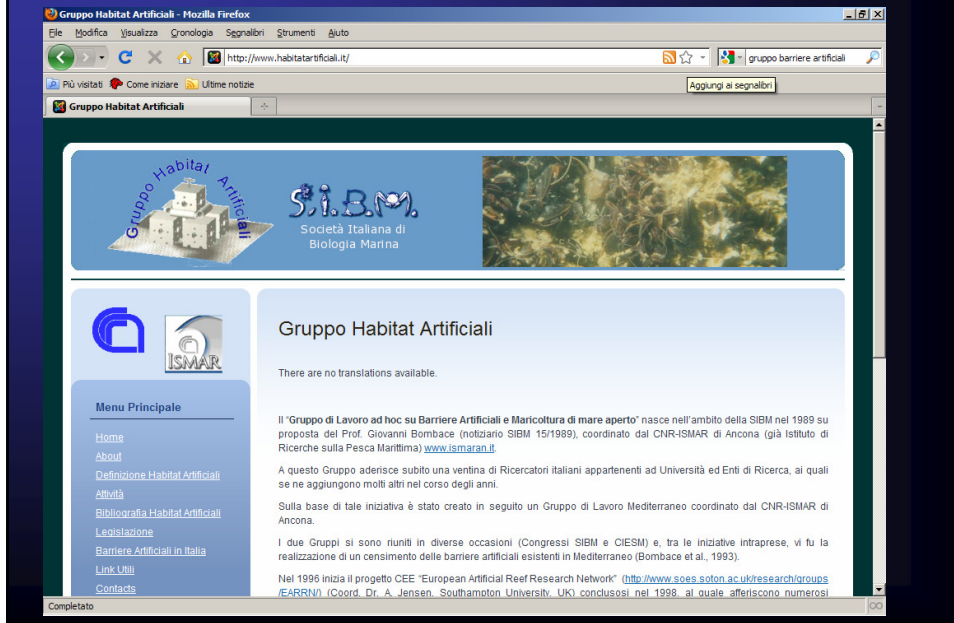 Gruppo Habitat Artificiali - Mozilla Firefox
File Modifica Visualizza Cronologia Segnalibri Strumenti Aiuto
http://www.habitatartificiali.it/
gruppo barriere artificiali
Più visitati Come iniziare Ultime notizie
Aggiungi ai segnalibri
Gruppo Habitat Artificiali
Gruppo Habitat Artificiali
S.I.B.M.
Società Italiana di
Biologia Marina
ISMAR
Menu Principale
Home
About
Definizione Habitat Artificiali
Attività
Bibliografia Habitat Artificiali
Legislazione
Barriere Artificiali in Italia
Link Utili
Contacts
Gruppo Habitat Artificiali
There are no translations available.
Il "Gruppo di Lavoro ad hoc su Barriere Artificiali e Maricoltura di mare aperto" nasce nell'ambito della SIBM nel 1989 su
proposta del Prof. Giovanni Bombace (notiziario SIBM 15/1989), coordinato dal CNR-ISMAR di Ancona (già Istituto di
Ricerche sulla Pesca Marittima) www.ismaran.it.
A questo Gruppo aderisce subito una ventina di Ricercatori italiani appartenenti ad Università ed Enti di Ricerca, ai quali
se ne aggiungono molti altri nel corso degli anni.
Sulla base di tale iniziativa è stato creato in seguito un Gruppo di Lavoro Mediterraneo coordinato dal CNR-ISMAR di
Ancona.
I due Gruppi si sono riuniti in diverse occasioni (Congressi SIBM e CIESM) e, tra le iniziative intraprese, vi fu la
realizzazione di un censimento delle barriere artificiali esistenti in Mediterraneo (Bombace et al., 1993).
Nel 1996 inizia il progetto CEE "European Artificial Reef Research Network" (http://www.soes.soton.ac.uk/research/groups
/EARRN/) (Coord. Dr. A. Jensen, Southampton University, UK) conclusosi nel 1998, al quale afferiscono numerosi
Completato